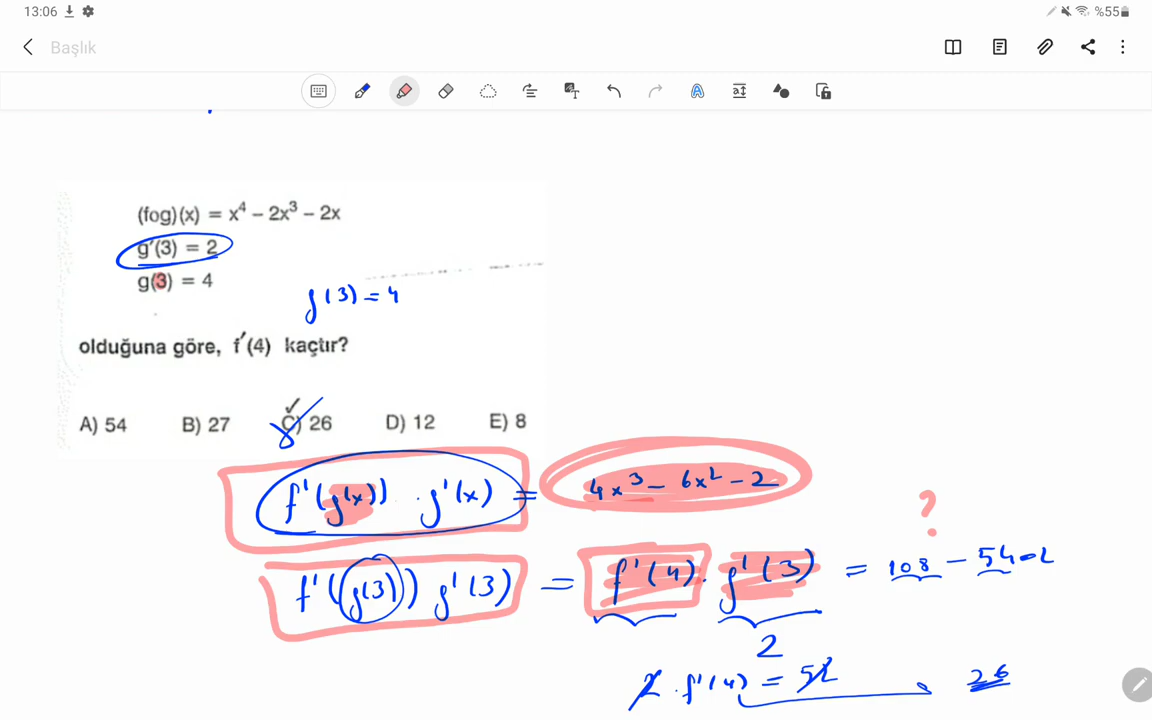 13:06 %55
Başlık
(fog)(x) = x⁴ − 2x³ − 2x
g'(3) = 2
g(3) = 4
g(3) = 4
olduğuna göre, f'(4) kaçtır?
A) 54 B) 27 C) 26 D) 12 E) 8
f'(g(x)) . g'(x) = 4x³ − 6x² − 2
?
f'(g(3)) g'(3) = f'(4) . g'(3) = 108 − 54 − 2
2
2 . f'(4) = 52 26